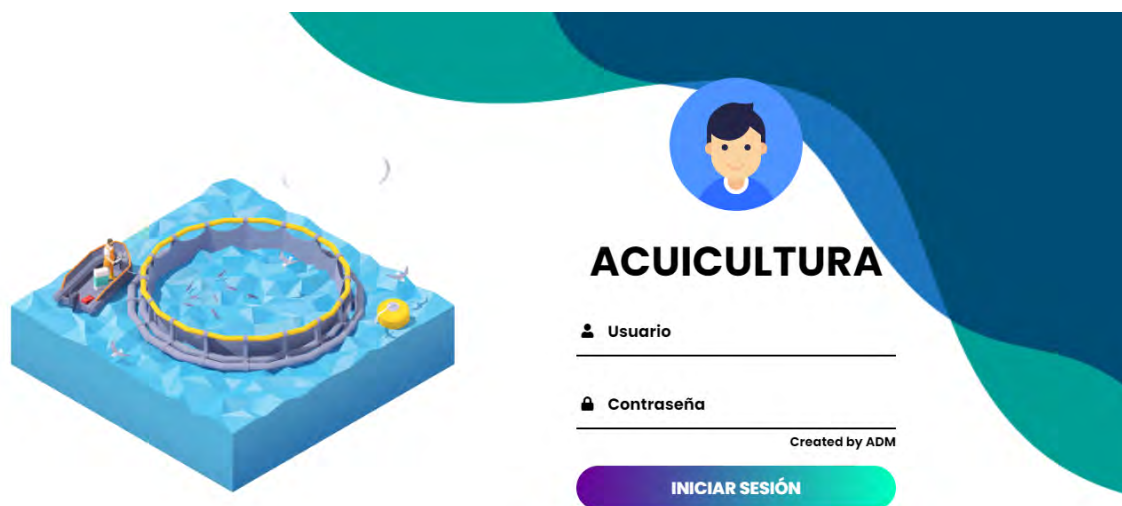 ACUICULTURA
Usuario
Contraseña
Created by ADM
INICIAR SESIÓN